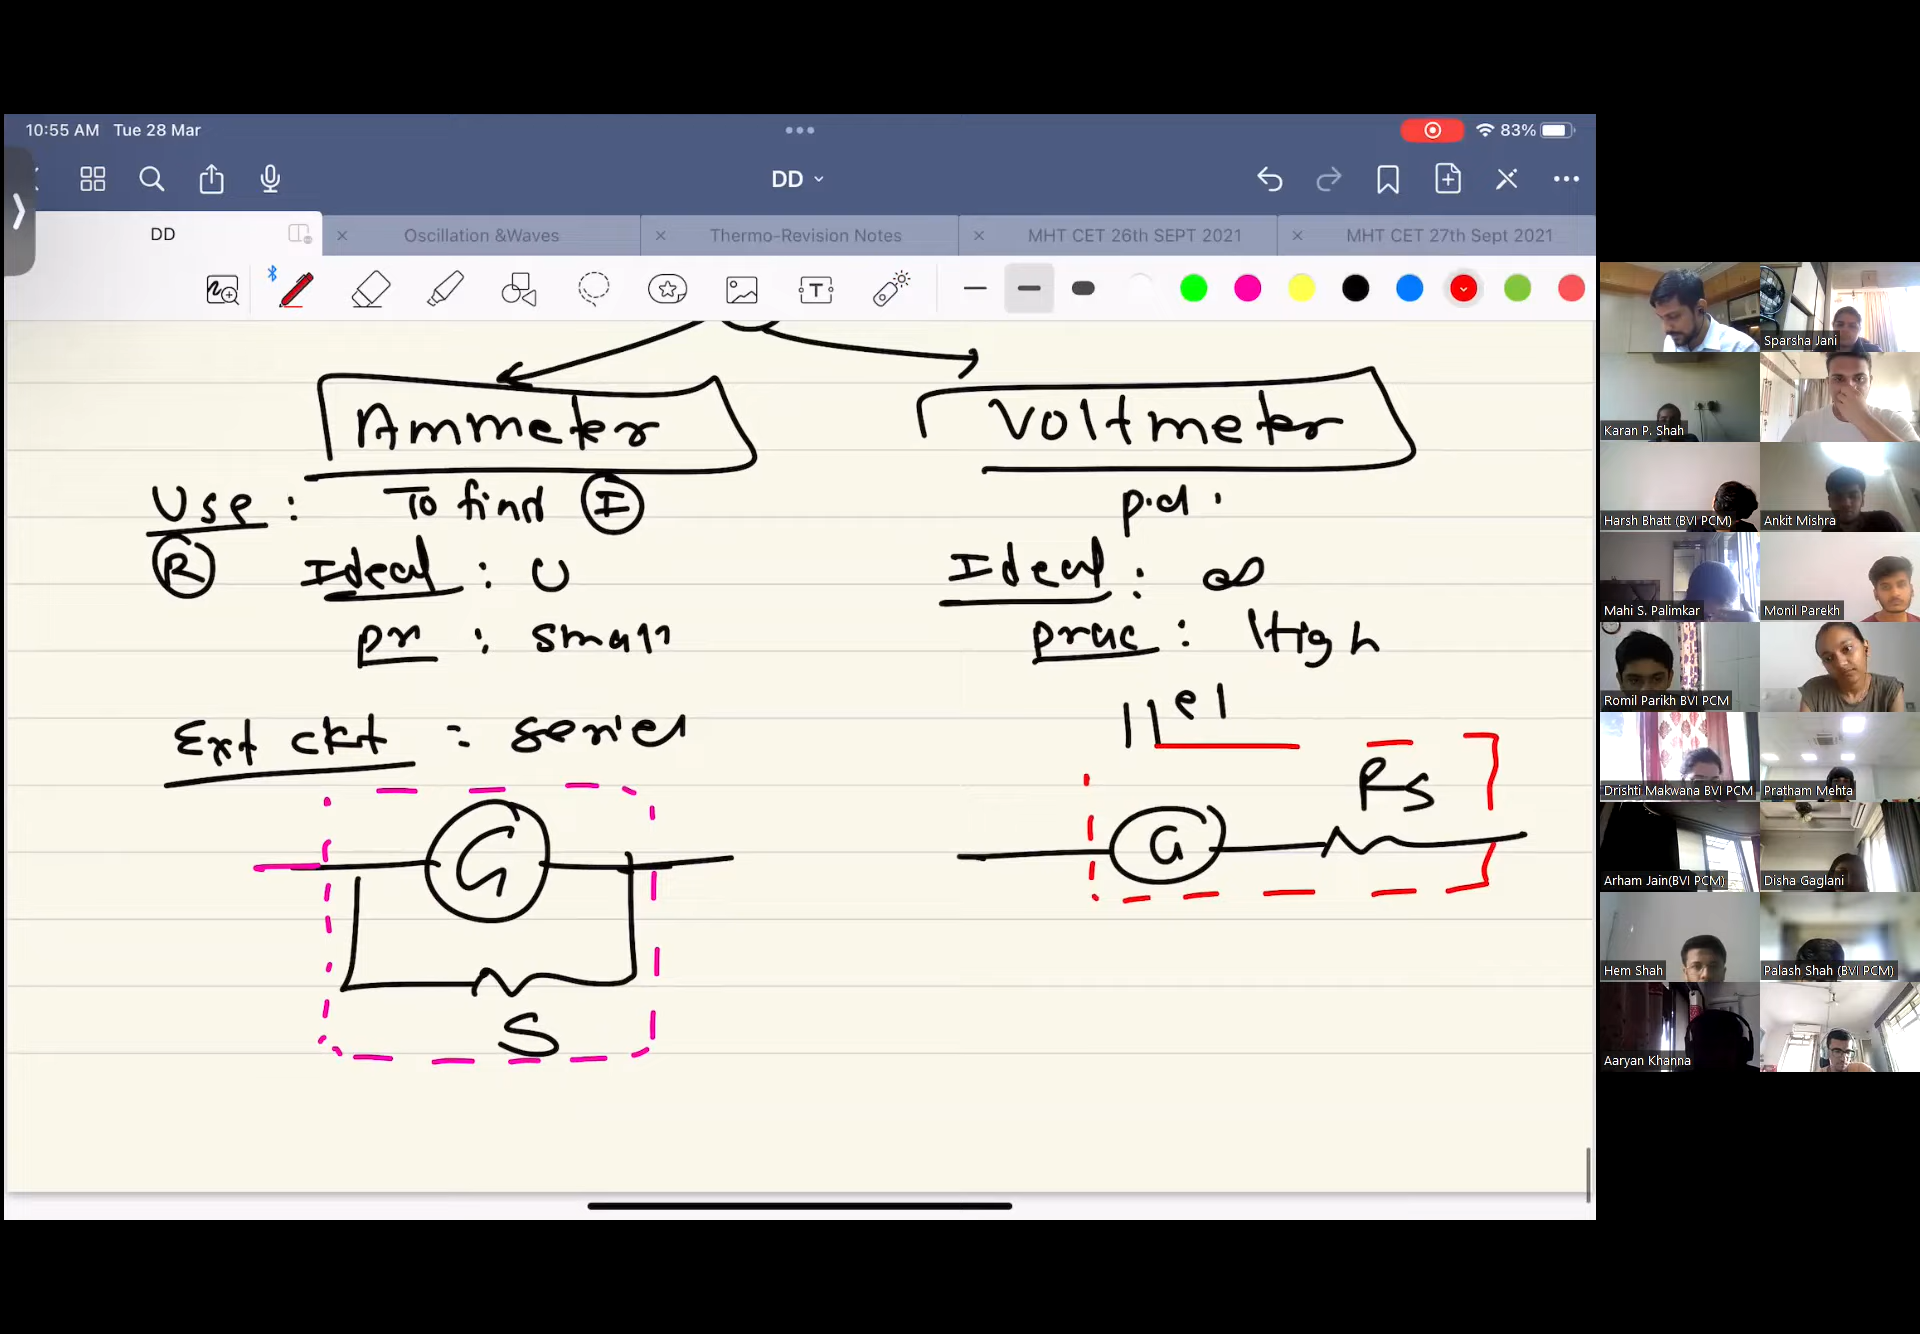 10:55 AM Tue 28 Mar
83%
DD
DD
Oscillation &Waves
Thermo-Revision Notes
MHT CET 26th SEPT 2021
MHT CET 27th Sept 2021
T
Ammeter
Voltmeter
Use : To find I
p.d.
R Ideal : 0
Ideal : ∞
pr : small
prac : High
Ext ckt = series
||el
G
S
G
Rs
Sparsha Jani
Karan P. Shah
Harsh Bhatt (BVI PCM)
Ankit Mishra
Mahi S. Palimkar
Monil Parekh
Romil Parikh BVI PCM
Drishti Makwana BVI PCM
Pratham Mehta
Arham Jain(BVI PCM)
Disha Gaglani
Hem Shah
Palash Shah (BVI PCM)
Aaryan Khanna